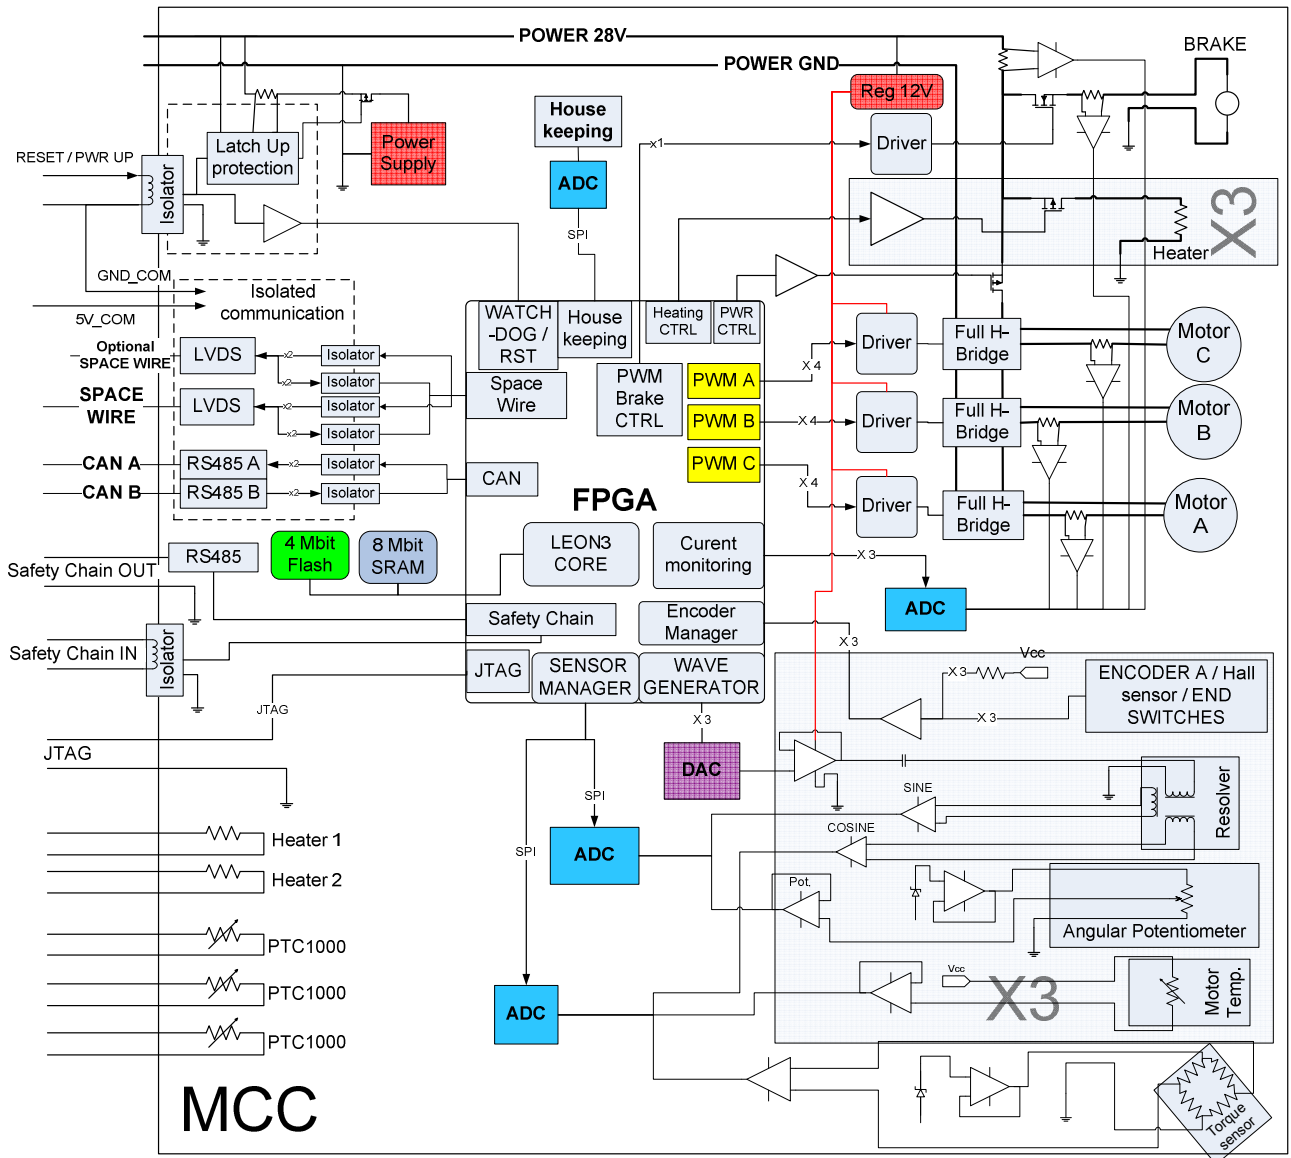 POWER 28V
POWER GND
BRAKE
Reg 12V
House
keeping
Latch Up
protection
Power
Supply
Driver
x1
RESET / PWR UP
Isolator
ADC
SPI
X3
Heater
GND_COM
Isolated
communication
5V_COM
WATCH
-DOG /
RST
House
keeping
Heating
CTRL
PWR
CTRL
Optional
SPACE WIRE
LVDS
x2
Isolator
x2
Isolator
SPACE
WIRE
LVDS
x2
Isolator
x2
Isolator
Space
Wire
PWM
Brake
CTRL
PWM A
PWM B
PWM C
X 4
X 4
X 4
Driver
Driver
Driver
Full H-
Bridge
Full H-
Bridge
Full H-
Bridge
Motor
C
Motor
B
Motor
A
CAN A
RS485 A
x2
Isolator
CAN B
RS485 B
x2
Isolator
CAN
FPGA
RS485
4 Mbit
Flash
8 Mbit
SRAM
LEON3
CORE
Curent
monitoring
X 3
ADC
Safety Chain OUT
Safety Chain
Encoder
Manager
X 3
Safety Chain IN
Isolator
JTAG
SENSOR
MANAGER
WAVE
GENERATOR
Vcc
X 3
X 3
ENCODER A / Hall
sensor / END
SWITCHES
JTAG
X 3
JTAG
DAC
SPI
SINE
Resolver
COSINE
Heater 1
SPI
ADC
Heater 2
Pot.
Angular Potentiometer
PTC1000
PTC1000
PTC1000
Vcc
X3
Motor
Temp.
ADC
MCC
Torque
sensor